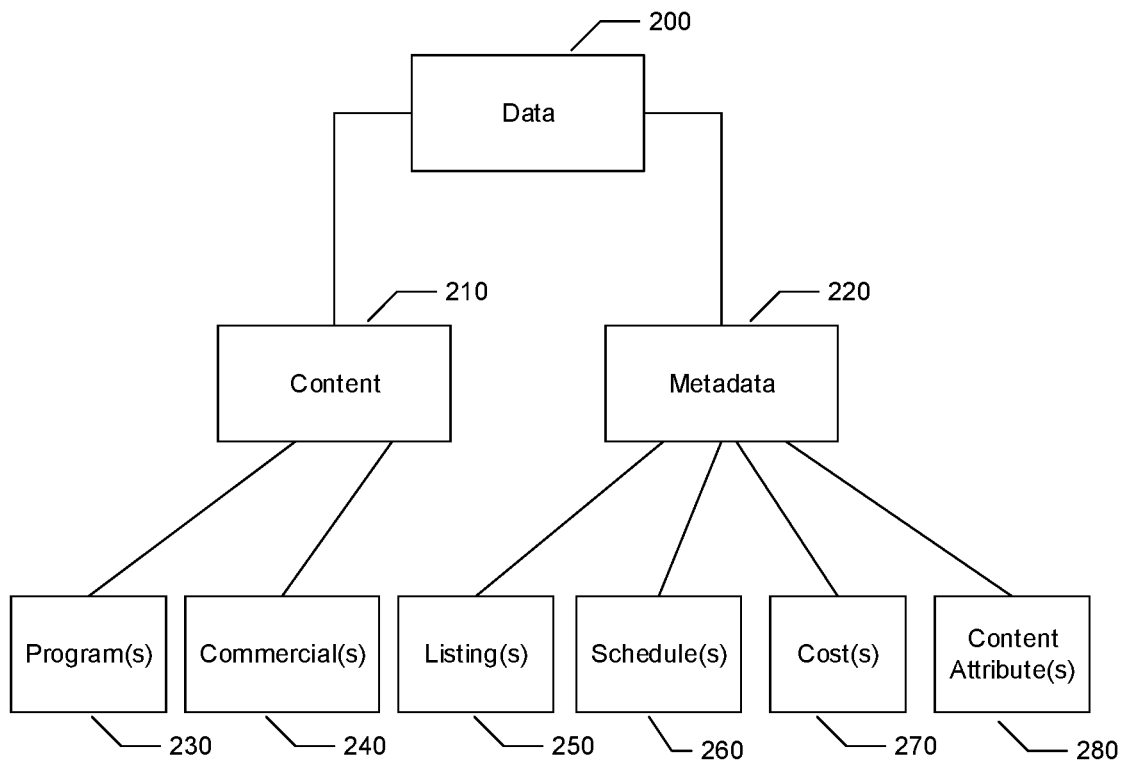 200
Data
210
220
Content
Metadata
Program(s)
Commercial(s)
Listing(s)
Schedule(s)
Cost(s)
Content
Attribute(s)
230
240
250
260
270
280